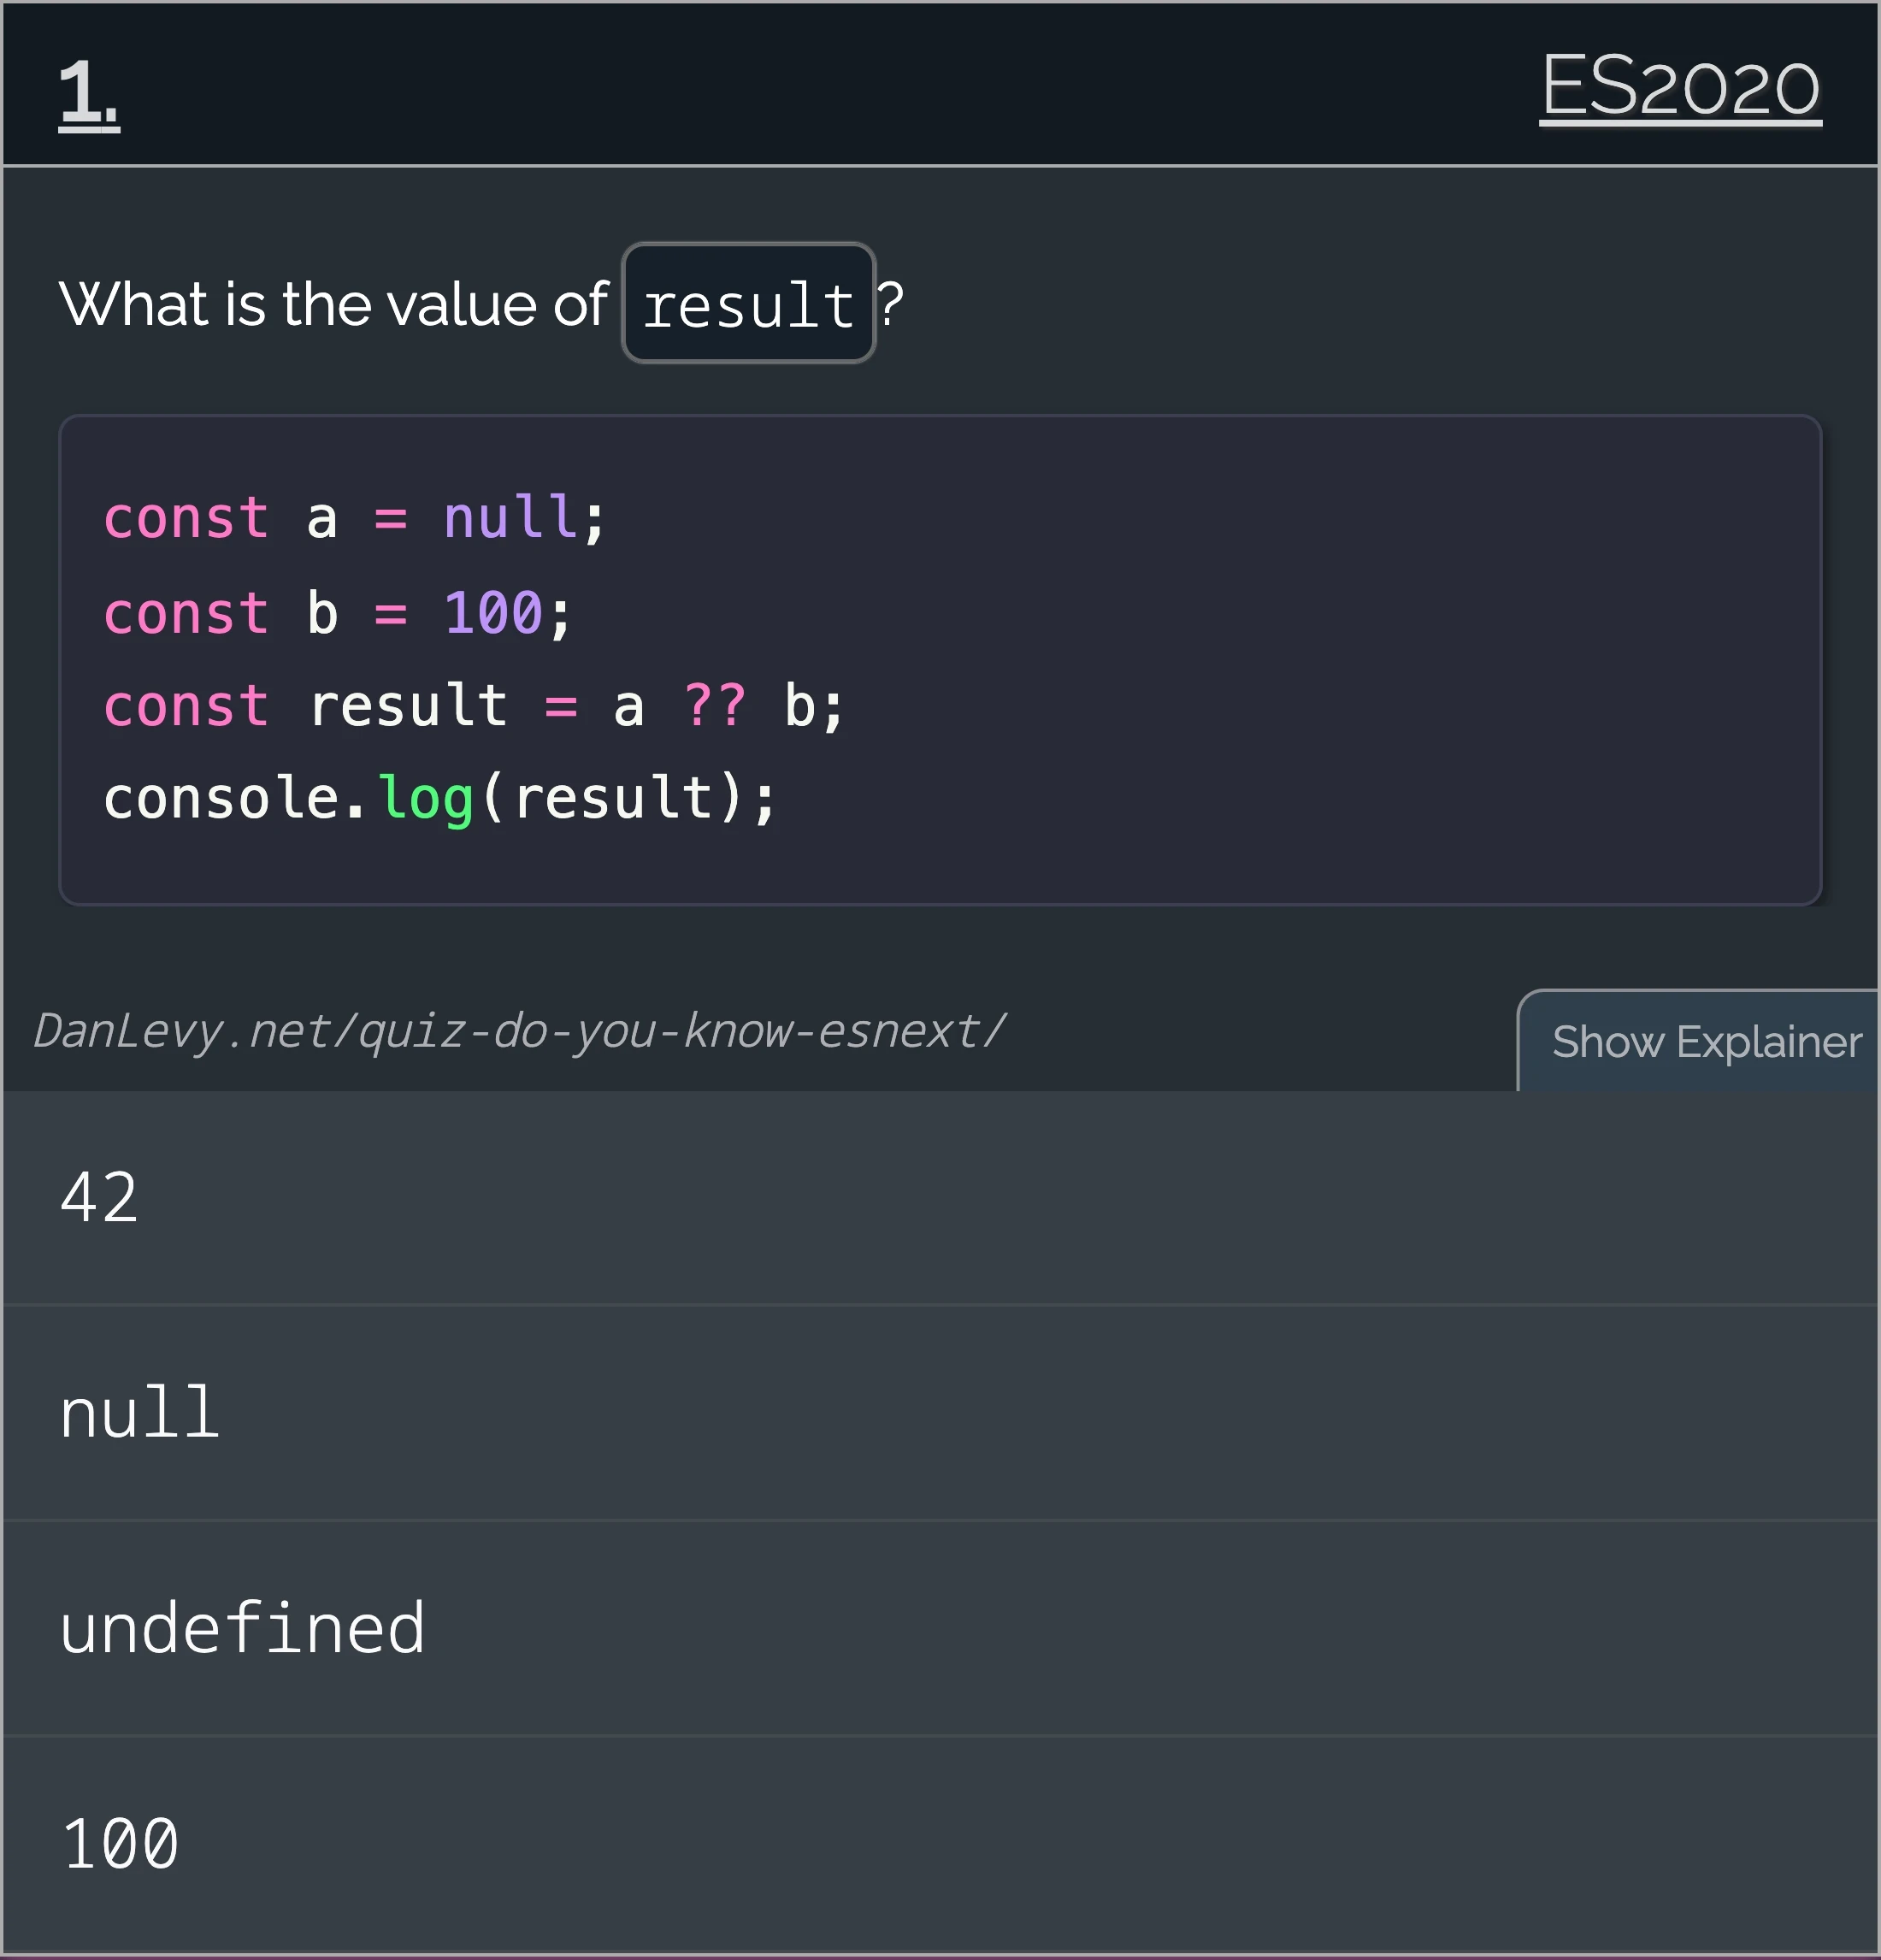 1.
ES2020
What is the value of result?
const a = null;
const b = 100;
const result = a ?? b;
console.log(result);
DanLevy.net/quiz-do-you-know-esnext/
Show Explainer
42
null
undefined
100